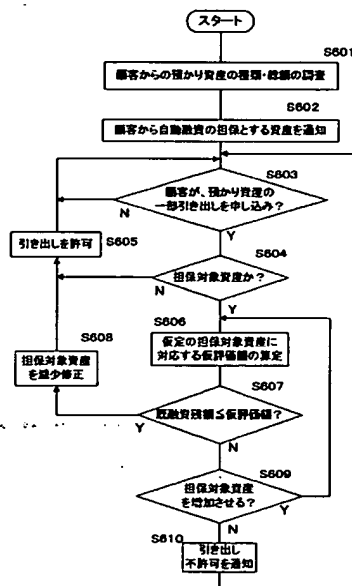 スタート
S601
顧客からの預かり資産の種類・総額の調査
S602
顧客から自動融資の担保とする資産を通知
S603
顧客が、預かり資産の
一部引き出しを申し込み？
N
Y
引き出しを許可
S605
S604
担保対象資産か？
N
Y
S606
仮定の担保対象資産に
対応する仮評価額の算定
S608
担保対象資産
を減少修正
S607
既融資残額≦仮評価額？
Y
N
S609
担保対象資産
を増加させる？
Y
N
S610
引き出し
不許可を通知